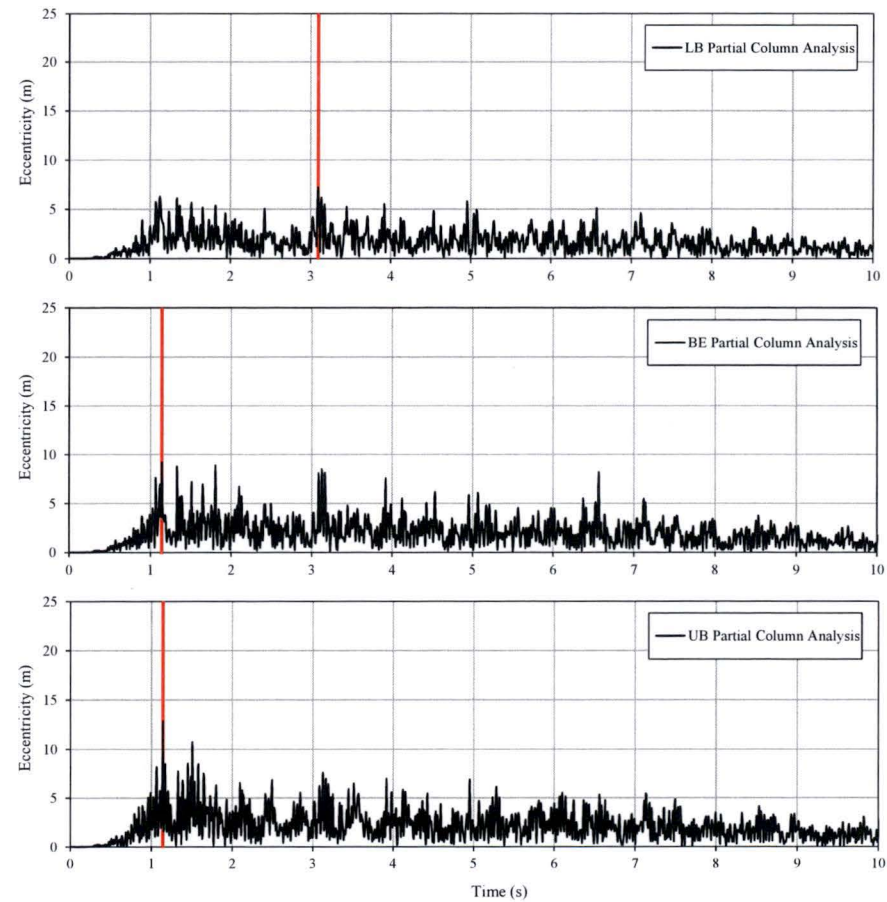 25
LB Partial Column Analysis
20
15
10
5
0
Eccentricity (m)
0 1 2 3 4 5 6 7 8 9 10
25
BE Partial Column Analysis
20
15
10
5
0
Eccentricity (m)
0 1 2 3 4 5 6 7 8 9 10
25
UB Partial Column Analysis
20
15
10
5
0
Eccentricity (m)
0 1 2 3 4 5 6 7 8 9 10
Time (s)